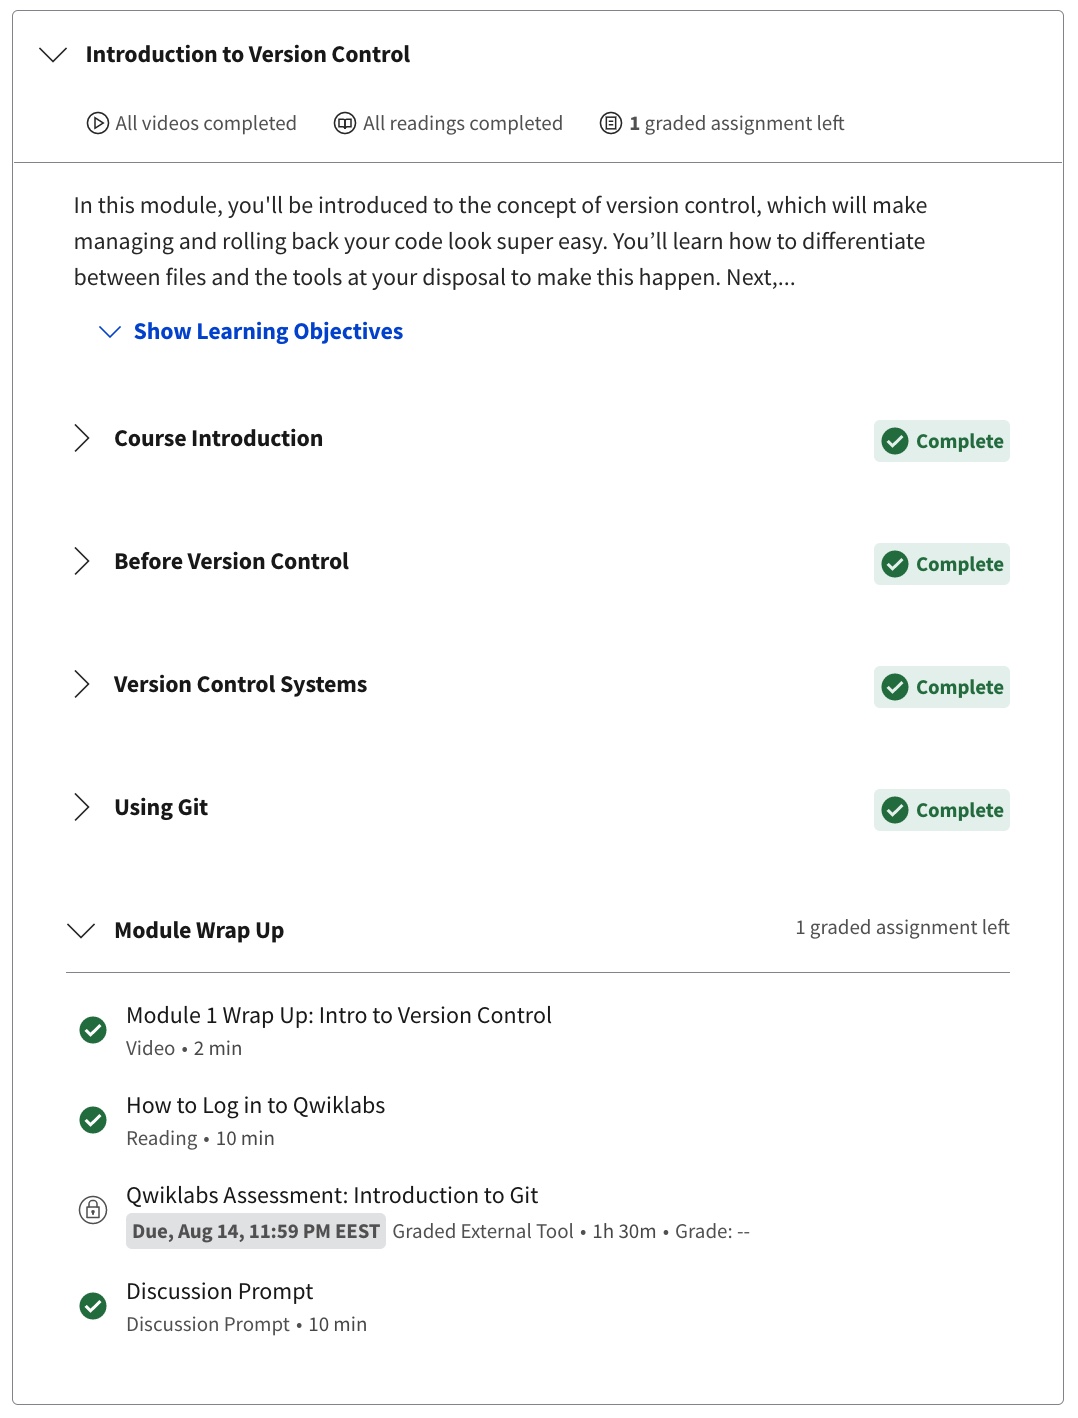 Introduction to Version Control
All videos completed
All readings completed
1 graded assignment left
In this module, you'll be introduced to the concept of version control, which will make
managing and rolling back your code look super easy. You’ll learn how to differentiate
between files and the tools at your disposal to make this happen. Next,...
Show Learning Objectives
Course Introduction
Complete
Before Version Control
Complete
Version Control Systems
Complete
Using Git
Complete
Module Wrap Up
1 graded assignment left
Module 1 Wrap Up: Intro to Version Control
Video • 2 min
How to Log in to Qwiklabs
Reading • 10 min
Qwiklabs Assessment: Introduction to Git
Due, Aug 14, 11:59 PM EEST Graded External Tool • 1h 30m • Grade: --
Discussion Prompt
Discussion Prompt • 10 min